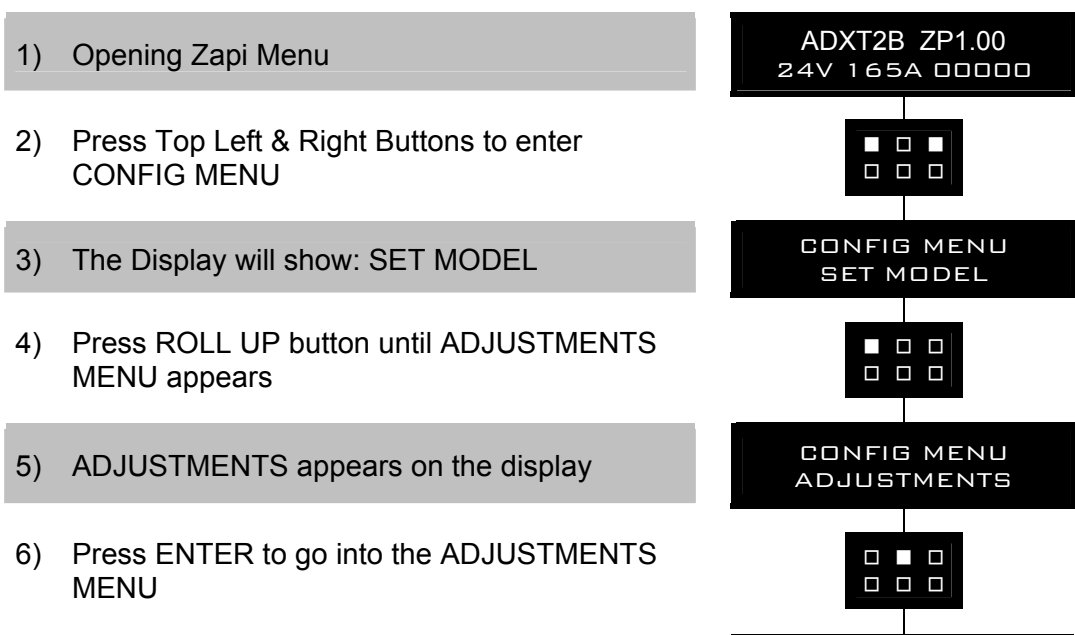 1) Opening Zapi Menu
ADXT2B ZP1.00
24V 165A 00000
2) Press Top Left & Right Buttons to enter
CONFIG MENU
3) The Display will show: SET MODEL
CONFIG MENU
SET MODEL
4) Press ROLL UP button until ADJUSTMENTS
MENU appears
5) ADJUSTMENTS appears on the display
CONFIG MENU
ADJUSTMENTS
6) Press ENTER to go into the ADJUSTMENTS
MENU